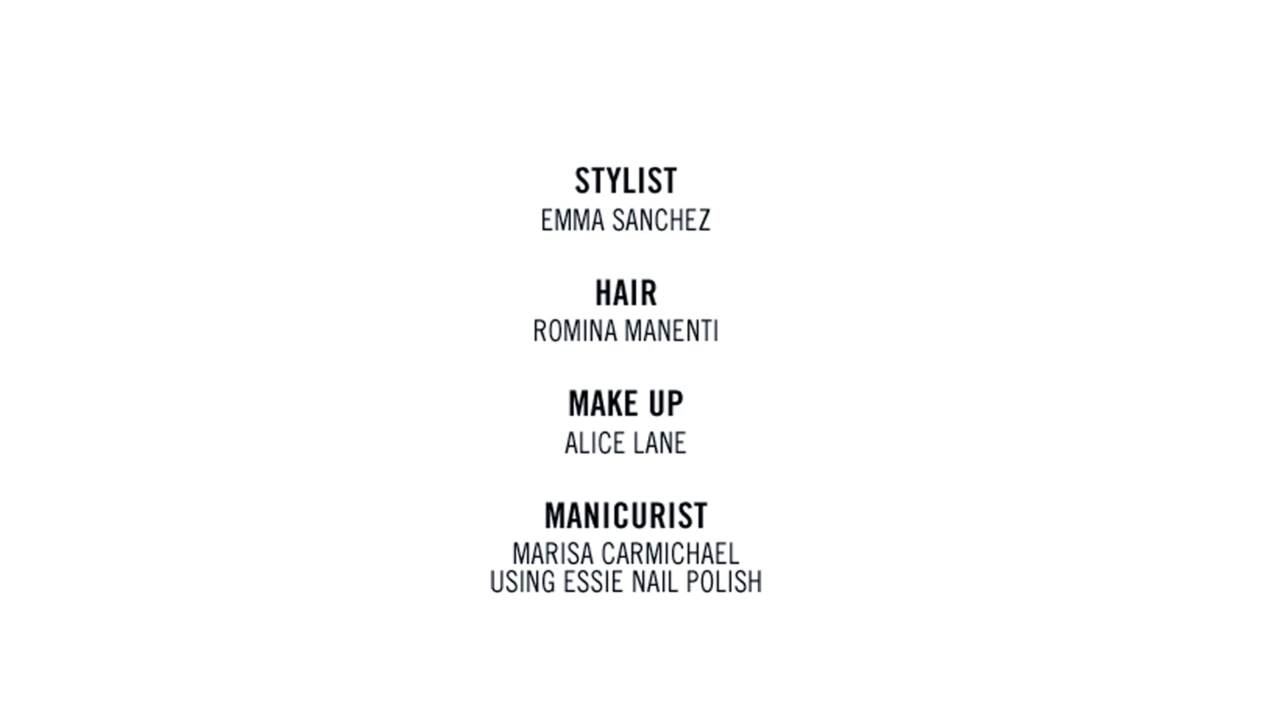 STYLIST
EMMA SANCHEZ
HAIR
ROMINA MANENTI
MAKE UP
ALICE LANE
MANICURIST
MARISA CARMICHAEL
USING ESSIE NAIL POLISH